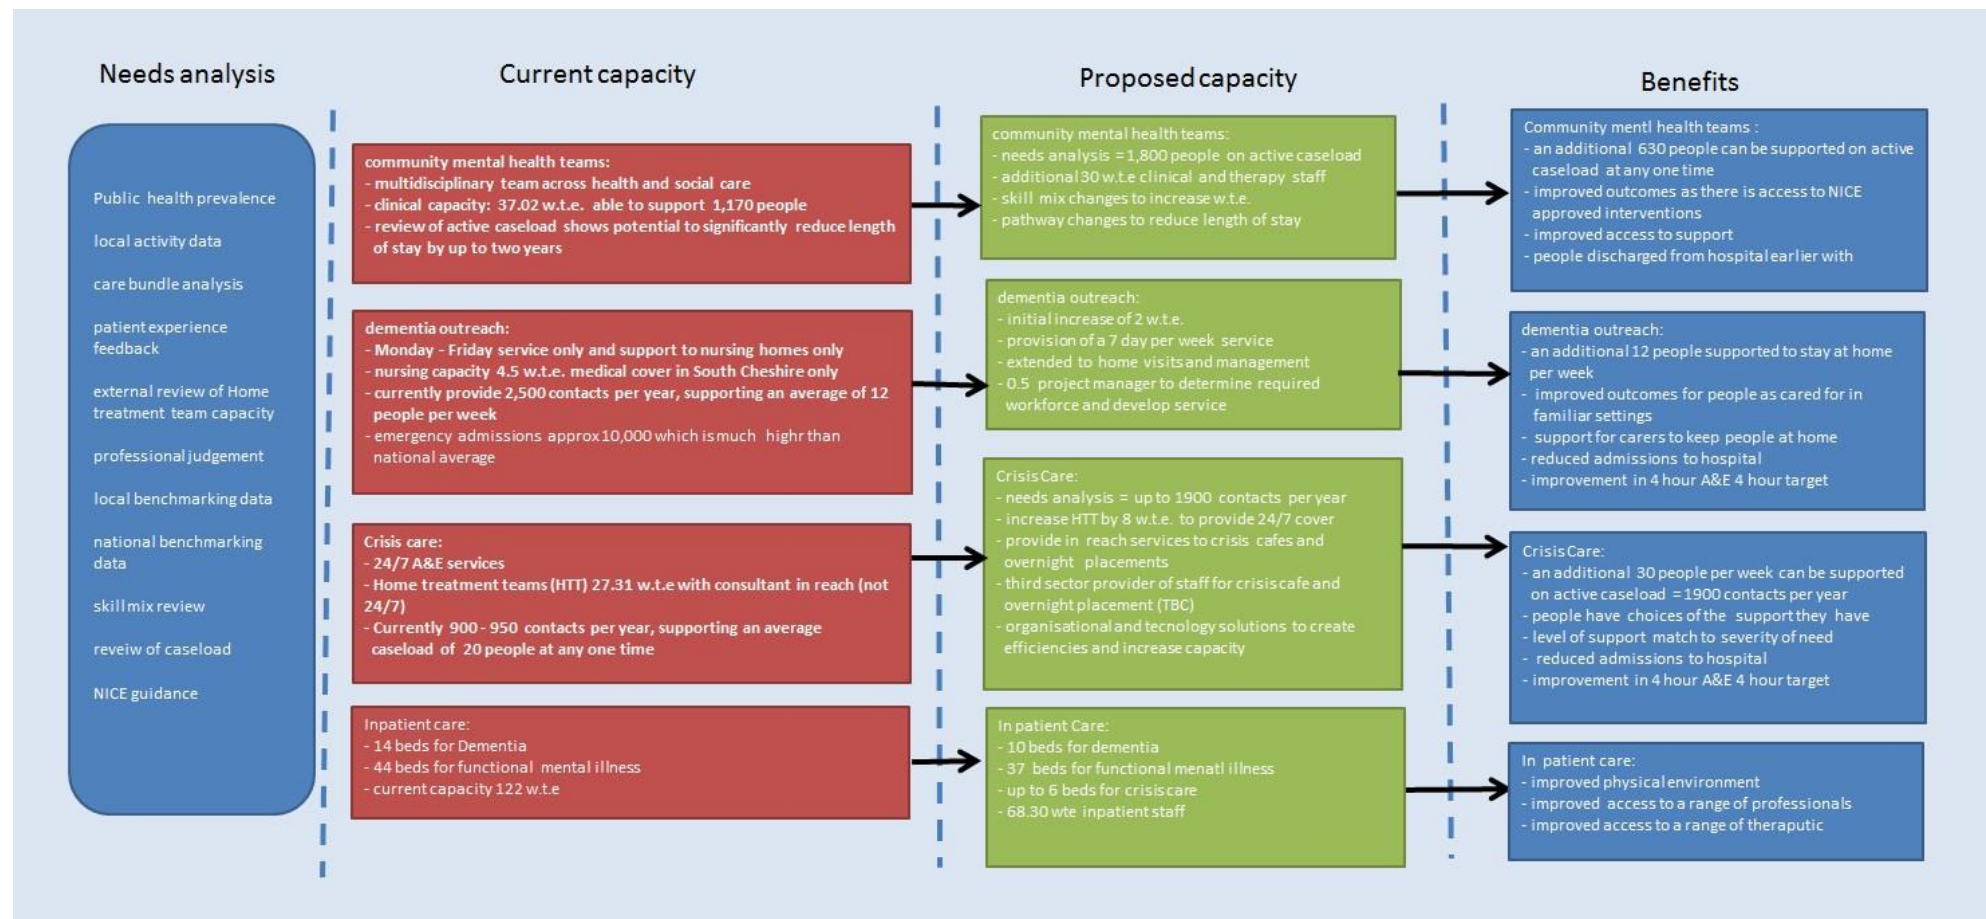 Needs analysis
Public health prevalence
local activity data
care bundle analysis
patient experience
feedback
external review of Home
treatment team capacity
professional judgement
local benchmarking data
national benchmarking
data
skill mix review
reveiw of caseload
NICE guidance
Current capacity
community mental health teams:
- multidisciplinary team across health and social care
- clinical capacity: 37.02 w.t.e. able to support 1,170 people
- review of active caseload shows potential to significantly reduce length
of stay by up to two years
dementia outreach:
- Monday - Friday service only and support to nursing homes only
- nursing capacity 4.5 w.t.e. medical cover in South Cheshire only
- currently provide 2,500 contacts per year, supporting an average of 12
people per week
- emergency admissions approx 10,000 which is much highr than
national average
Crisis care:
- 24/7 A&E services
- Home treatment teams (HTT) 27.31 w.t.e with consultant in reach (not
24/7)
- Currently 900 - 950 contacts per year, supporting an average
caseload of 20 people at any one time
Inpatient care:
- 14 beds for Dementia
- 44 beds for functional mental illness
- current capacity 122 w.t.e
Proposed capacity
community mental health teams:
- needs analysis = 1,800 people on active caseload
- additional 30 w.t.e clinical and therapy staff
- skill mix changes to increase w.t.e.
- pathway changes to reduce length of stay
dementia outreach:
- initial increase of 2 w.t.e.
- provision of a 7 day per week service
- extended to home visits and management
- 0.5 project manager to determine required
workforce and develop service
Crisis Care:
- needs analysis = up to 1900 contacts per year
- increase HTT by 8 w.t.e. to provide 24/7 cover
- provide in reach services to crisis cafes and
overnight placements
- third sector provider of staff for crisis cafe and
overnight placement (TBC)
- organisational and tecnology solutions to create
efficiencies and increase capacity
In patient Care:
- 10 beds for dementia
- 37 beds for functional menatl illness
- up to 6 beds for crisis care
- 68.30 wte inpatient staff
Benefits
Community mentl health teams :
- an additional 630 people can be supported on active
caseload at any one time
- improved outcomes as there is access to NICE
approved interventions
- improved access to support
- people discharged from hospital earlier with
dementia outreach:
- an additional 12 people supported to stay at home
per week
- improved outcomes for people as cared for in
familiar settings
- support for carers to keep people at home
- reduced admissions to hospital
- improvement in 4 hour A&E 4 hour target
Crisis Care:
- an additional 30 people per week can be supported
on active caseload = 1900 contacts per year
- people have choices of the support they have
- level of support match to severity of need
- reduced admissions to hospital
- improvement in 4 hour A&E 4 hour target
In patient care:
- improved physical environment
- improved access to a range of professionals
- improved access to a range of theraputic